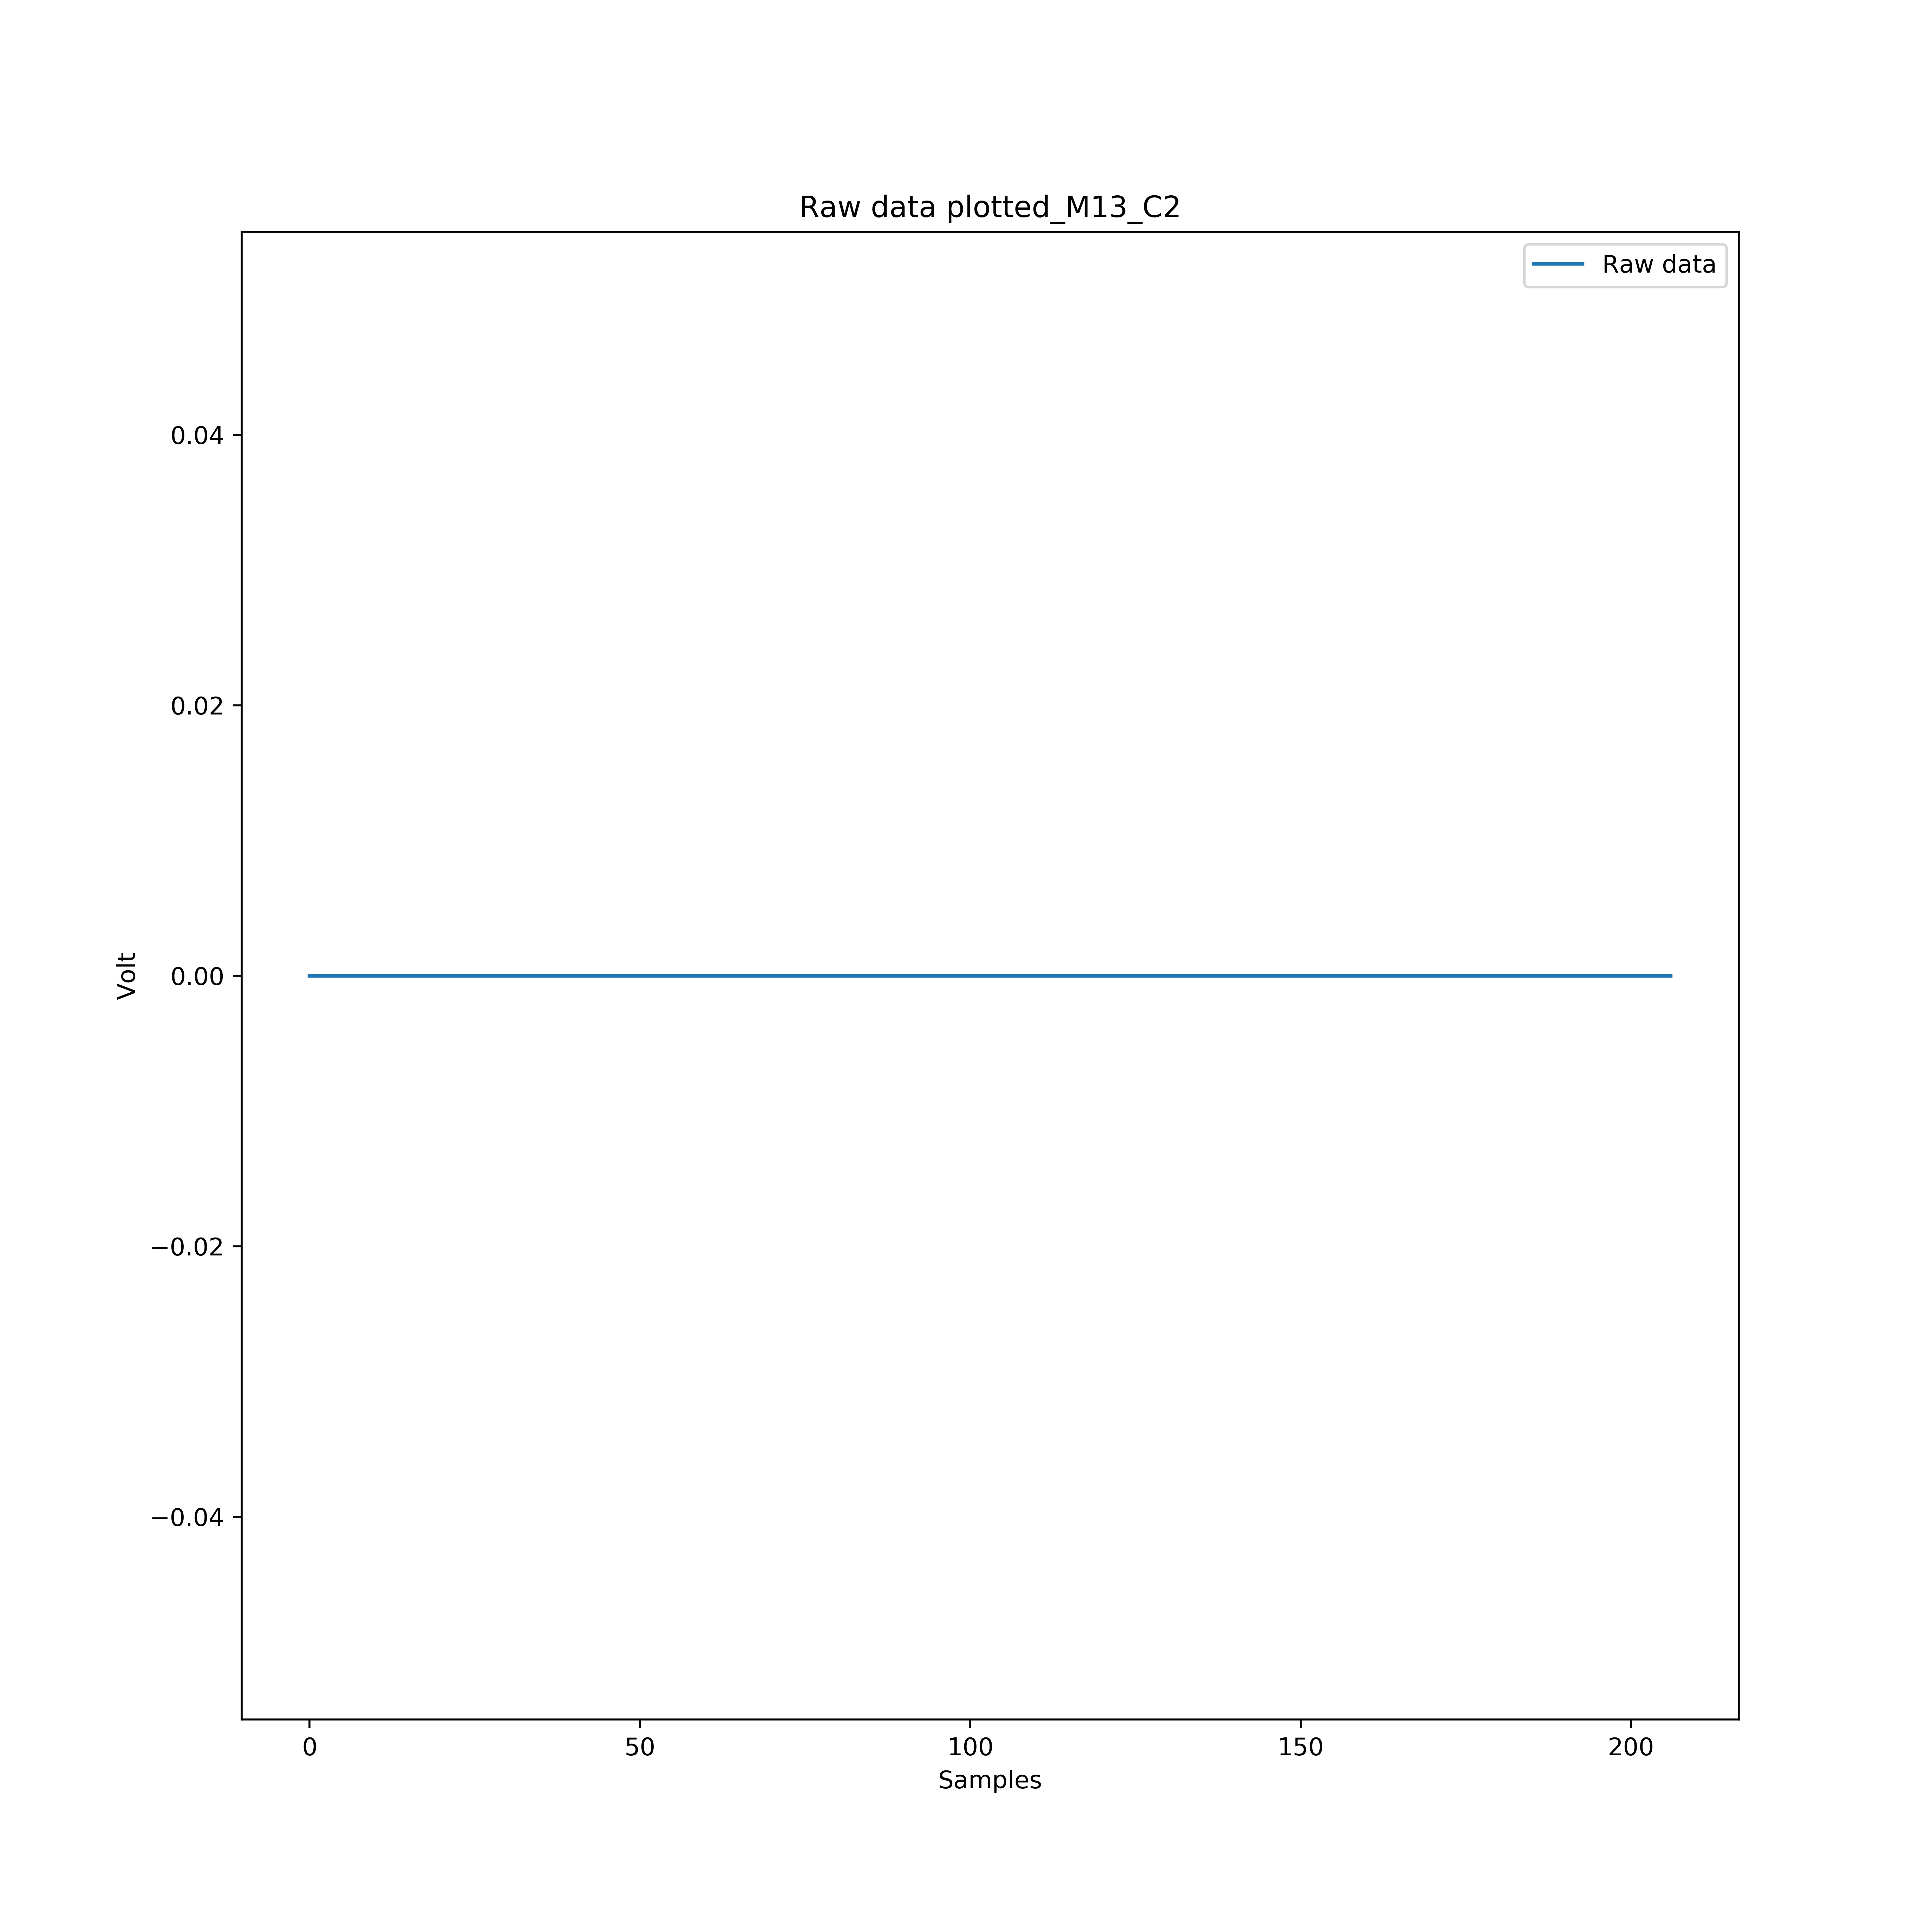 Raw data plotted_M13_C2
Raw data
0.04
0.02
0.00
−0.02
−0.04
Volt
0
50
100
150
200
Samples